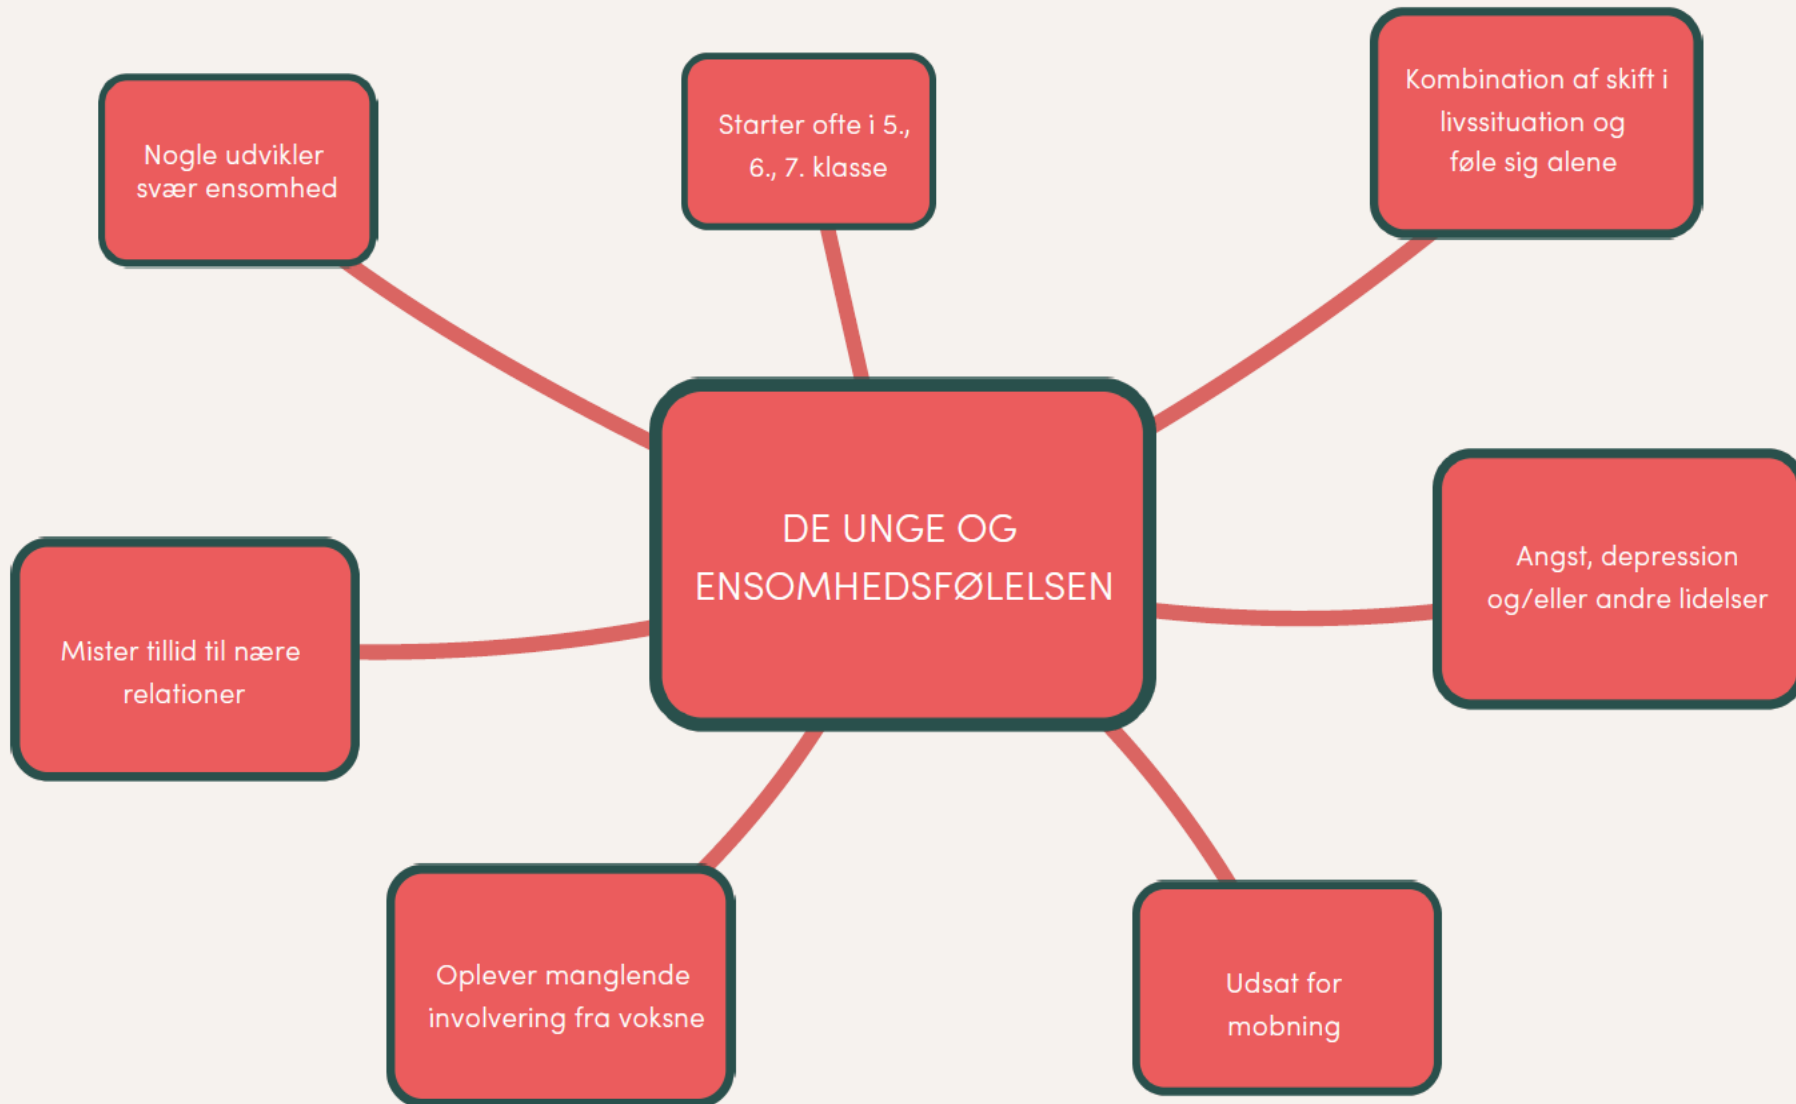 Nogle udvikler
svær ensomhed
Starter ofte i 5.,
6., 7. klasse
Kombination af skift i
livssituation og
føle sig alene
DE UNGE OG
ENSOMHEDSFØLELSEN
Angst, depression
og/eller andre lidelser
Mister tillid til nære
relationer
Oplever manglende
involvering fra voksne
Udsat for
mobning